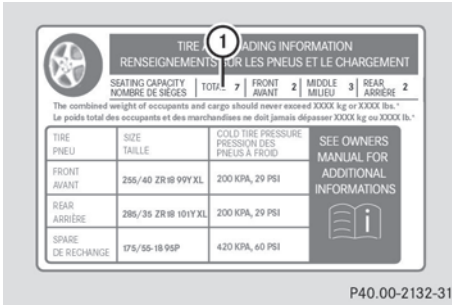 1
TIRE A ADING INFORMATION
RENSEIGNEMENTS SUR LES PNEUS ET LE CHARGEMENT
SEATING CAPACITY TOTAL 7 FRONT 2 MIDDLE 3 REAR 2
NOMBRE DE SIÉGES AVANT MILIEU ARRIÈRE
The combined weight of occupants and cargo should never exceed XXXX kg or XXXX lbs.*
Le poids total des occupants et des marchandises ne doit jamais dépasser XXXX kg ou XXXX lb.*
TIRE SIZE COLD TIRE PRESSURE
PNEU TAILLE PRESSION DES
PNEUS À FROID
FRONT
AVANT 255/40 ZR18 99Y XL 200 KPA, 29 PSI
REAR
ARRIÈRE 285/35 ZR18 101Y XL 200 KPA, 29 PSI
SPARE
DE RECHANGE 175/55-18 95P 420 KPA, 60 PSI
SEE OWNERS
MANUAL FOR
ADDITIONAL
INFORMATIONS
i
P40.00-2132-31